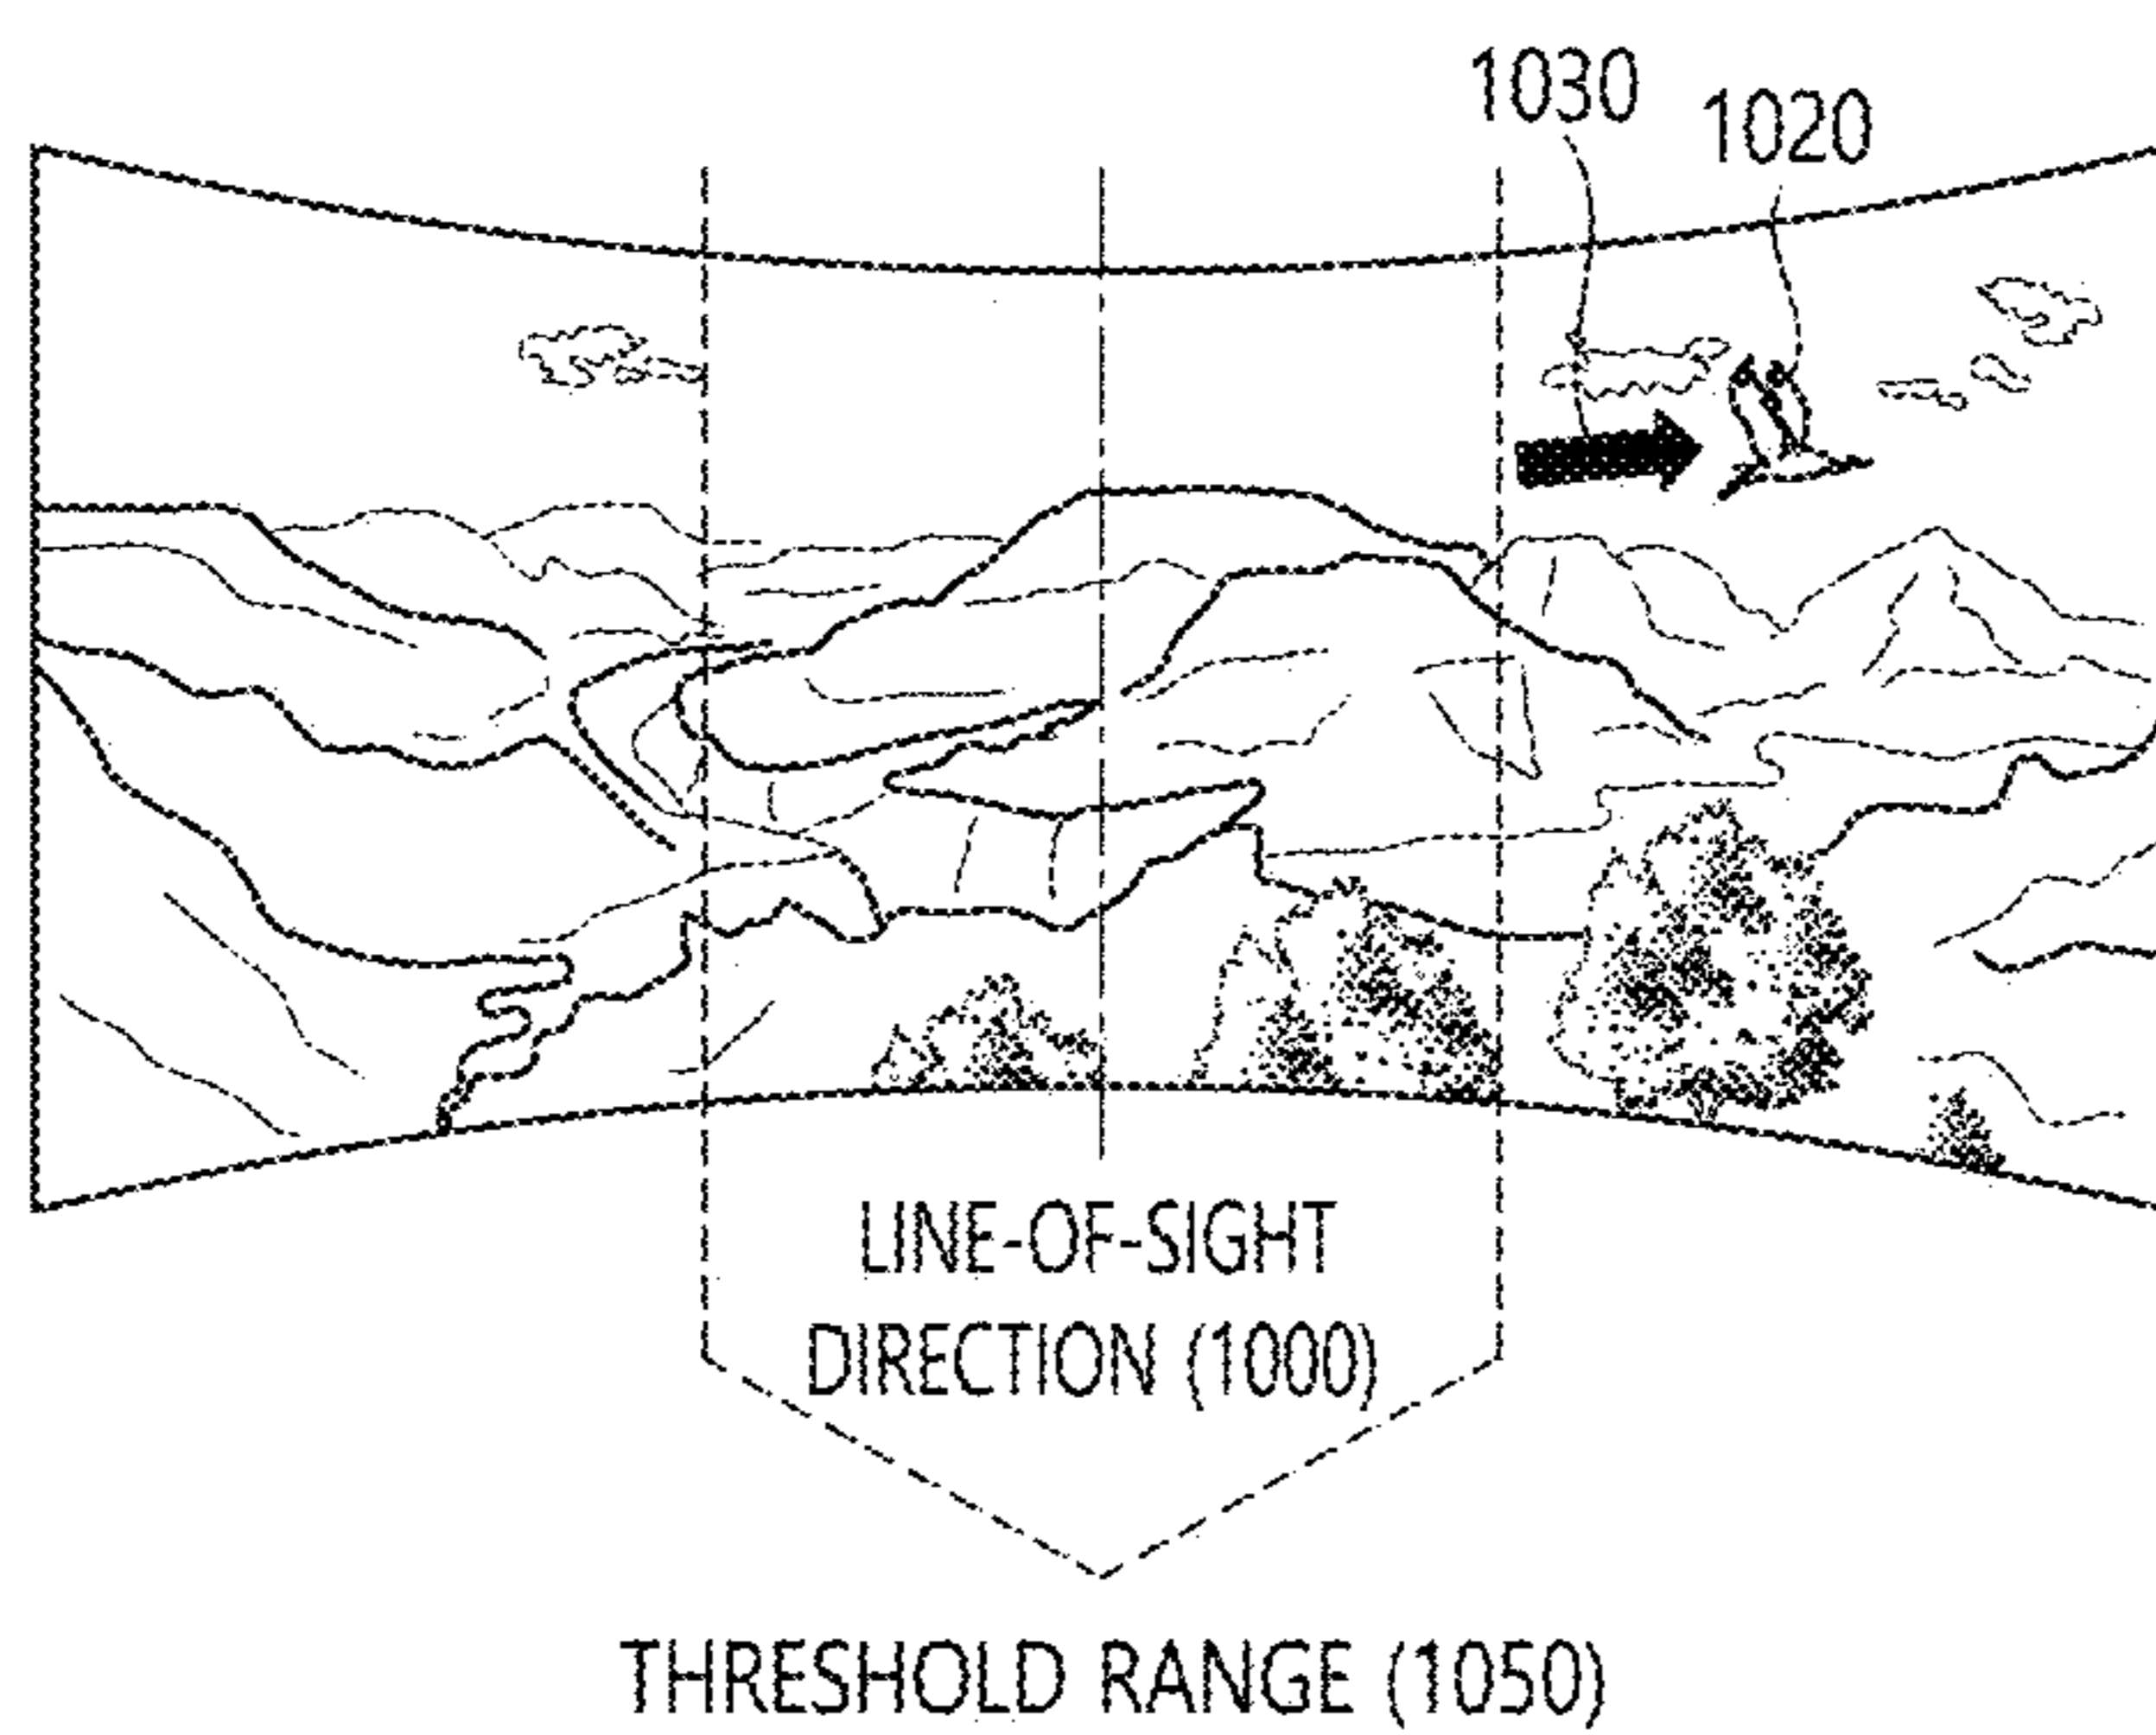 1030
1020
LINE-OF-SIGHT
DIRECTION (1000)
THRESHOLD RANGE (1050)